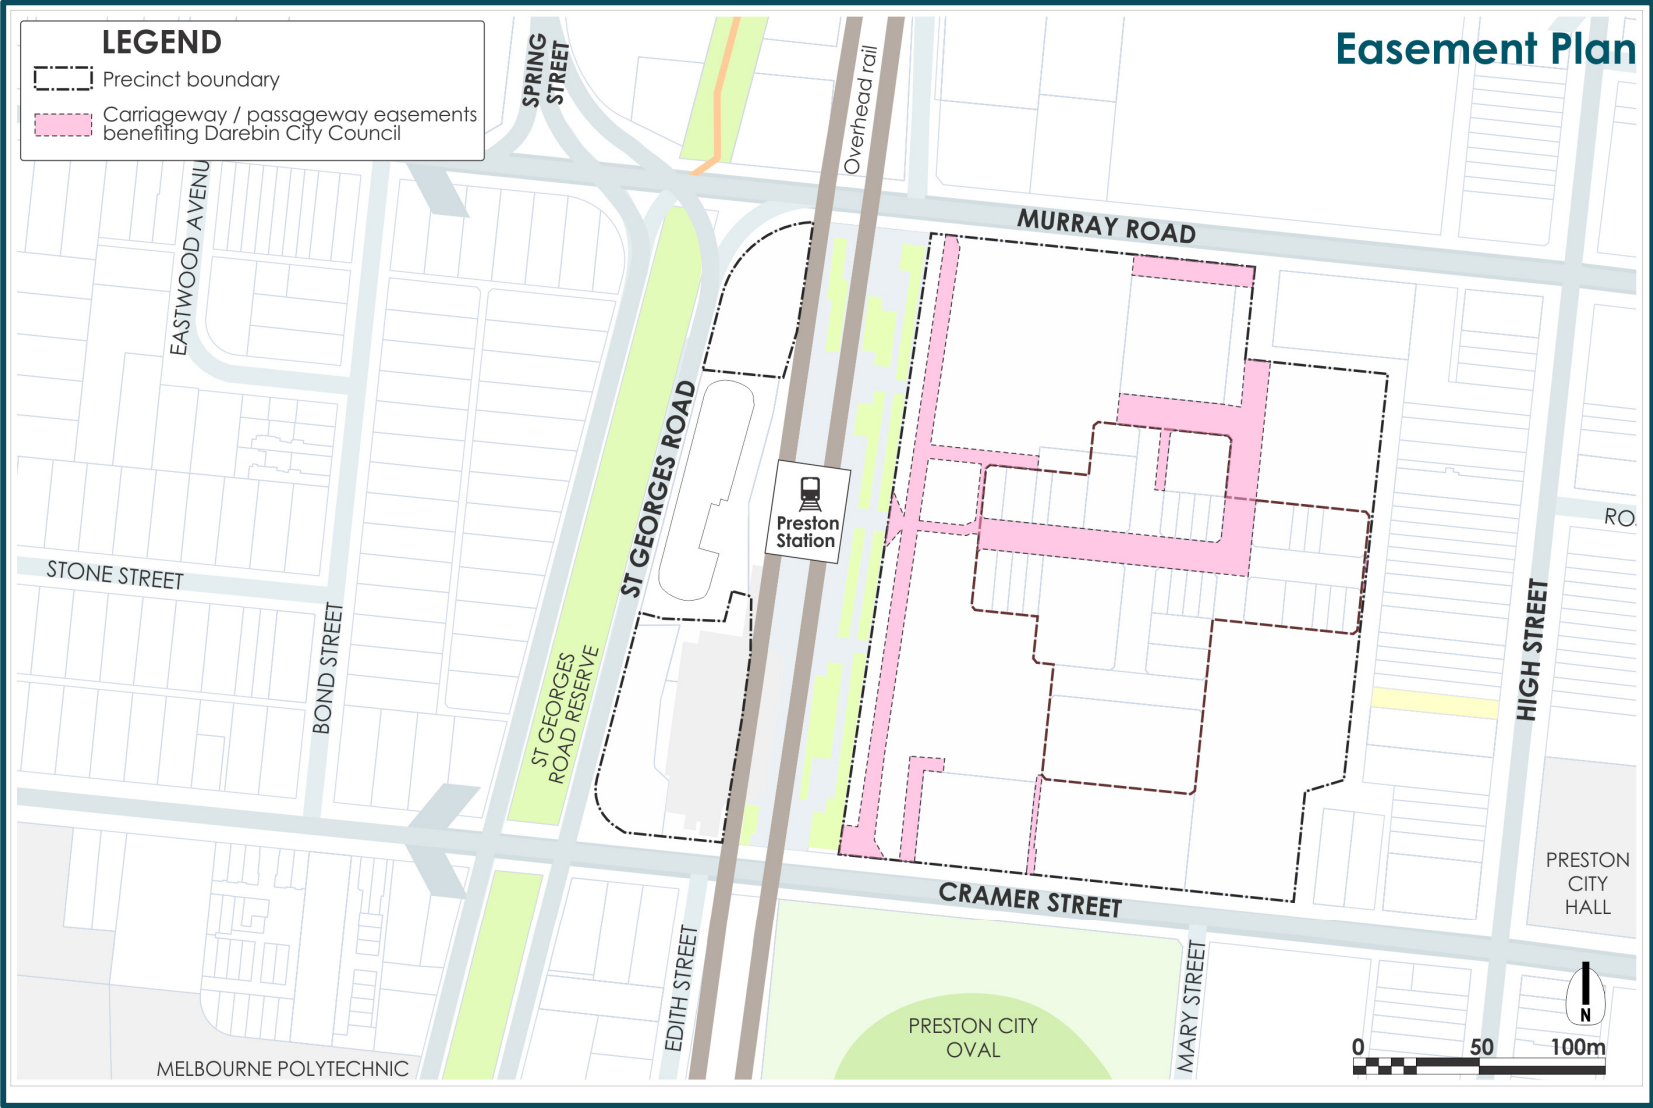 LEGEND
Precinct boundary
Carriageway / passageway easements
benefiting Darebin City Council
Easement Plan
SPRING
STREET
Overhead rail
MURRAY ROAD
EASTWOOD AVENU
ST GEORGES ROAD
Preston
Station
RO
STONE STREET
BOND STREET
ST GEORGES
ROAD RESERVE
HIGH STREET
CRAMER STREET
PRESTON
CITY
HALL
EDITH STREET
MARY STREET
PRESTON CITY
OVAL
MELBOURNE POLYTECHNIC
N
0 50 100m